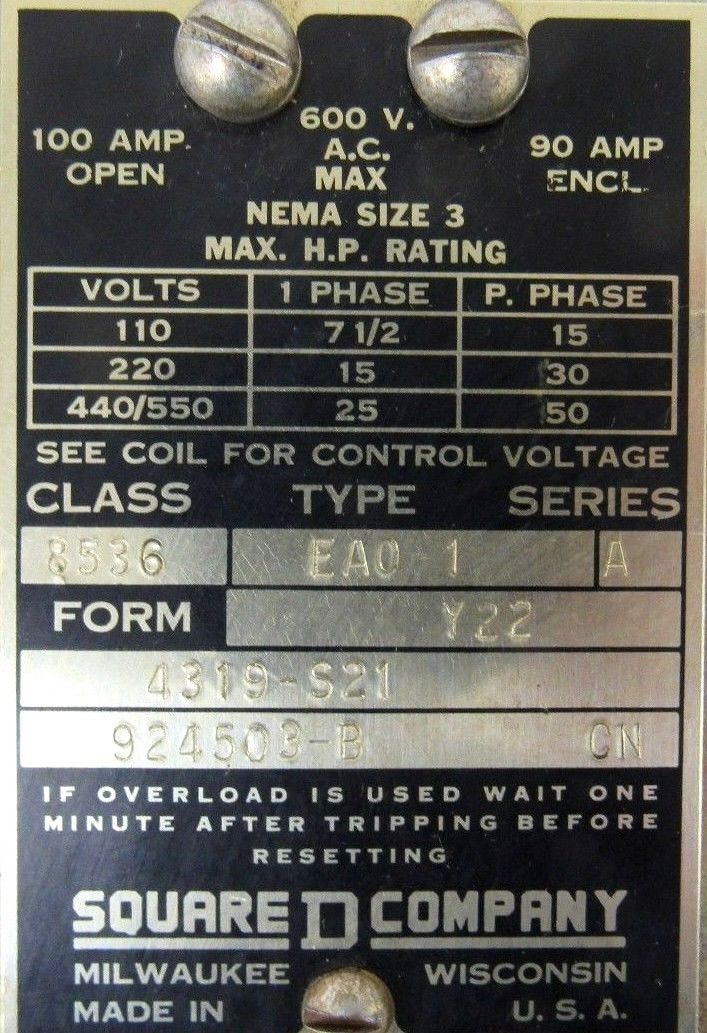 600 V.
100 AMP. A.C. 90 AMP
OPEN MAX ENCL.
NEMA SIZE 3
MAX. H.P. RATING
VOLTS 1 PHASE P. PHASE
110 7 1/2 15
220 15 30
440/550 25 50
SEE COIL FOR CONTROL VOLTAGE
CLASS TYPE SERIES
8536 EAO 1 A
FORM Y22
4319-S21
924503-B CN
IF OVERLOAD IS USED WAIT ONE
MINUTE AFTER TRIPPING BEFORE
RESETTING
SQUARE D COMPANY
MILWAUKEE WISCONSIN
MADE IN U. S. A.